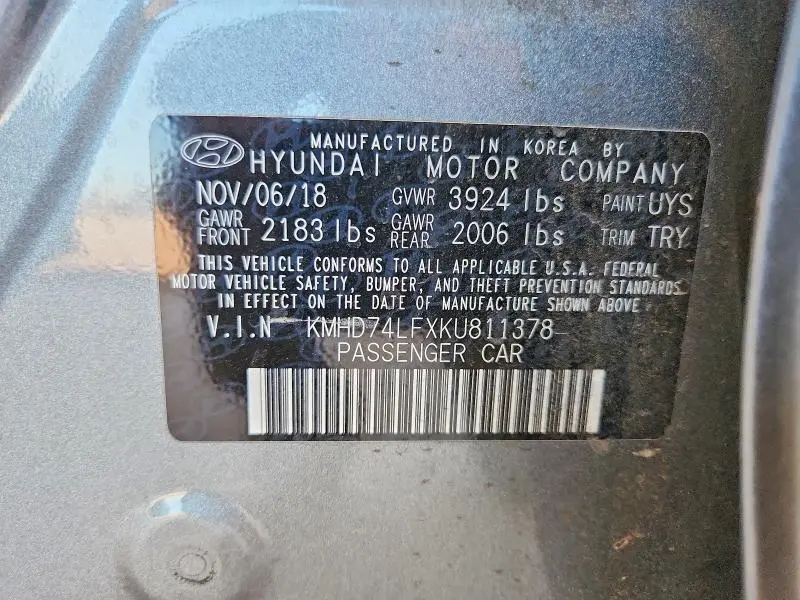 MANUFACTURED IN KOREA BY
HYUNDAI MOTOR COMPANY
NOV/06/18 GVWR 3924 lbs PAINT UYS
GAWR FRONT 2183 lbs GAWR REAR 2006 lbs TRIM TRY
THIS VEHICLE CONFORMS TO ALL APPLICABLE U.S.A. FEDERAL
MOTOR VEHICLE SAFETY, BUMPER, AND THEFT PREVENTION STANDARDS
IN EFFECT ON THE DATE OF MANUFACTURE SHOWN ABOVE
V.I.N KMHD74LFXKU811378
PASSENGER CAR